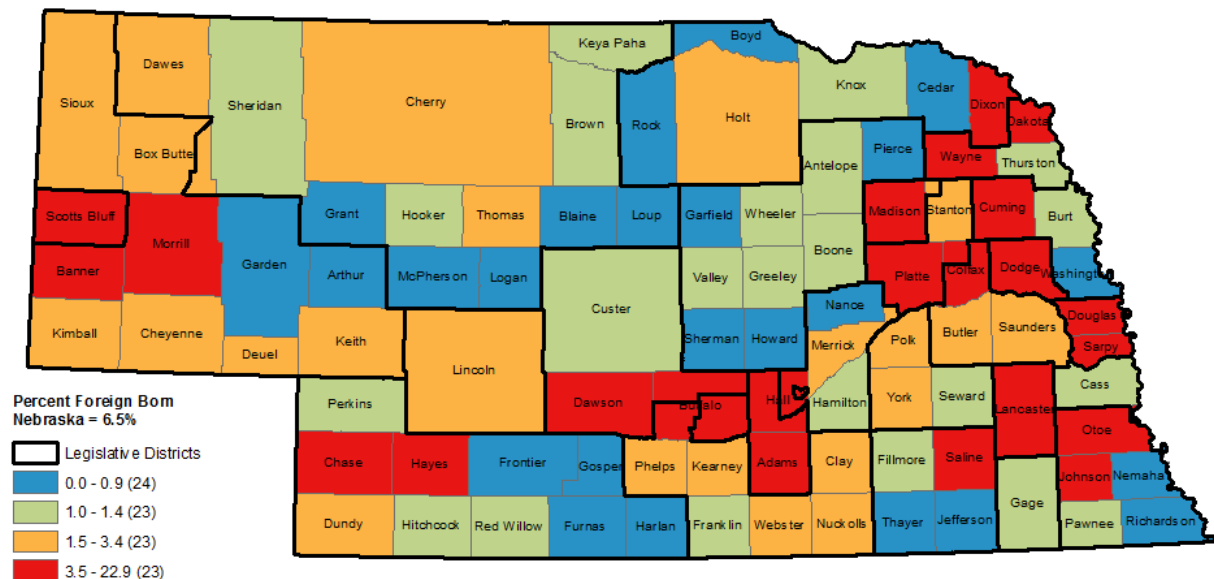 Keya Paha
Boyd
Dawes
Knox
Cedar
Sioux
Sheridan
Cherry
Dixon
Rock
Holt
Brown
Dakota
Box Butte
Pierce
Wayne
Antelope
Thurston
Scotts Bluff
Grant
Hooker
Thomas
Blaine
Loup
Garfield
Wheeler
Madison
Stanton
Cuming
Burt
Morrill
Boone
Banner
Garden
Arthur
McPherson
Logan
Valley
Greeley
Platte
Colfax
Dodge
Washington
Custer
Nance
Douglas
Kimball
Cheyenne
Keith
Sherman
Howard
Merrick
Polk
Butler
Saunders
Sarpy
Deuel
Lincoln
Cass
Percent Foreign Born
Nebraska = 6.5%
Perkins
Dawson
Buffalo
Hall
Hamilton
York
Seward
Lancaster
Otoe
Legislative Districts
Chase
Hayes
Frontier
Gosper
Phelps
Kearney
Adams
Clay
Fillmore
Saline
Johnson
Nemaha
0.0 - 0.9 (24)
1.0 - 1.4 (23)
Dundy
Hitchcock
Red Willow
Furnas
Harlan
Franklin
Webster
Nuckolls
Thayer
Jefferson
Gage
Pawnee
Richardson
1.5 - 3.4 (23)
3.5 - 22.9 (23)